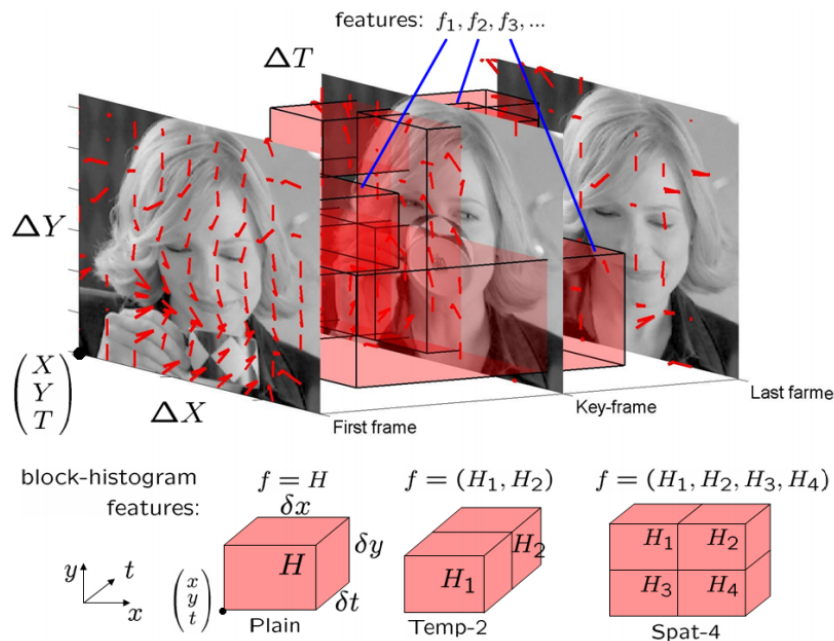 features: f₁, f₂, f₃, ...
ΔT
ΔY
(X Y T)
ΔX
First frame
Key-frame
Last farme
block-histogram
features:
f = H
δx
δy
δt
H
(x y t)
Plain
f = (H₁, H₂)
H₁
H₂
Temp-2
f = (H₁, H₂, H₃, H₄)
H₁ H₂
H₃ H₄
Spat-4
y
t
x